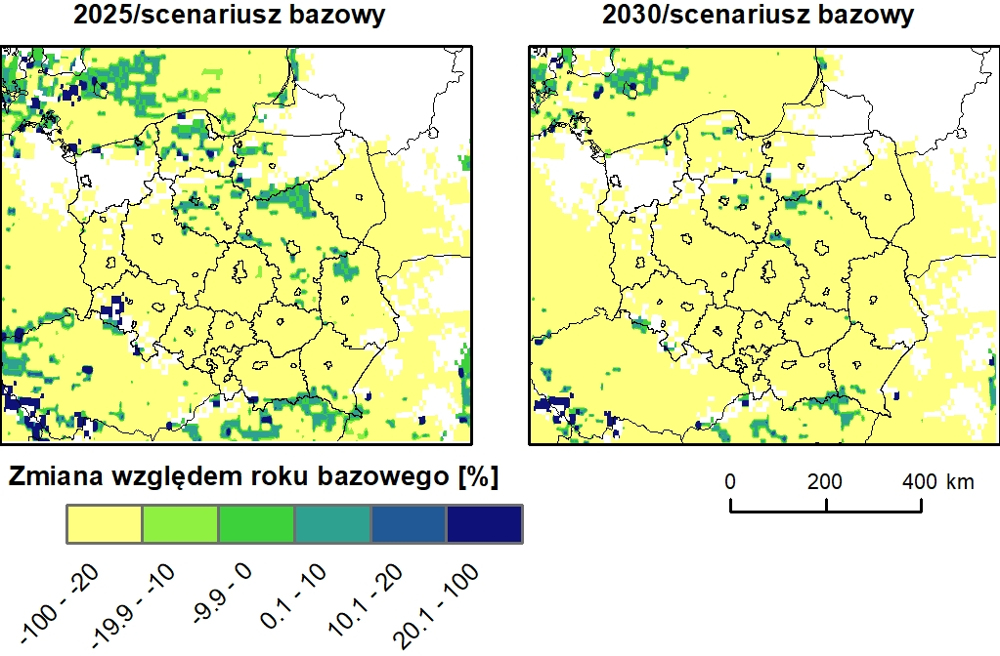 2025/scenariusz bazowy
2030/scenariusz bazowy
Zmiana względem roku bazowego [%]
0 200 400 km
-100 - -20
-19.9 - -10
-9.9 - 0
0.1 - 10
10.1 - 20
20.1 - 100